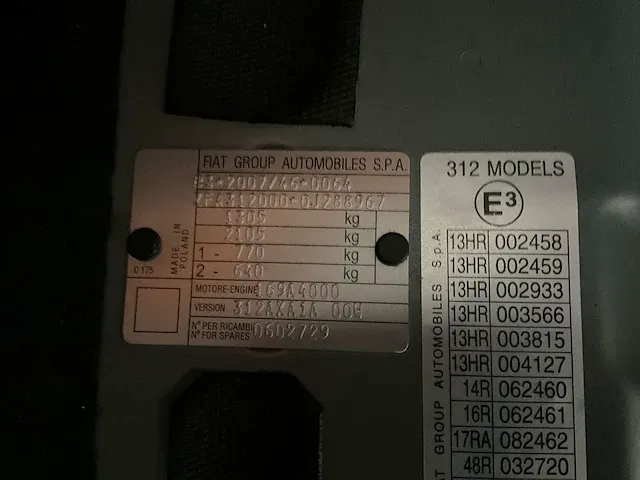 FIAT GROUP AUTOMOBILES S.P.A.
e3*2007/46*0064
ZFA312000*0J288967
1305 kg
2105 kg
1 - 770 kg
2 - 640 kg
MADE IN POLAND
C 175
MOTORE-ENGINE 169A4000
VERSION 312AXA1A 00H
N° PER RICAMBI
N° FOR SPARES 0602729
312 MODELS
E3
FIAT GROUP AUTOMOBILES S.p.A.
13HR 002458
13HR 002459
13HR 002933
13HR 003566
13HR 003815
13HR 004127
14R 062460
16R 062461
17RA 082462
48R 032720